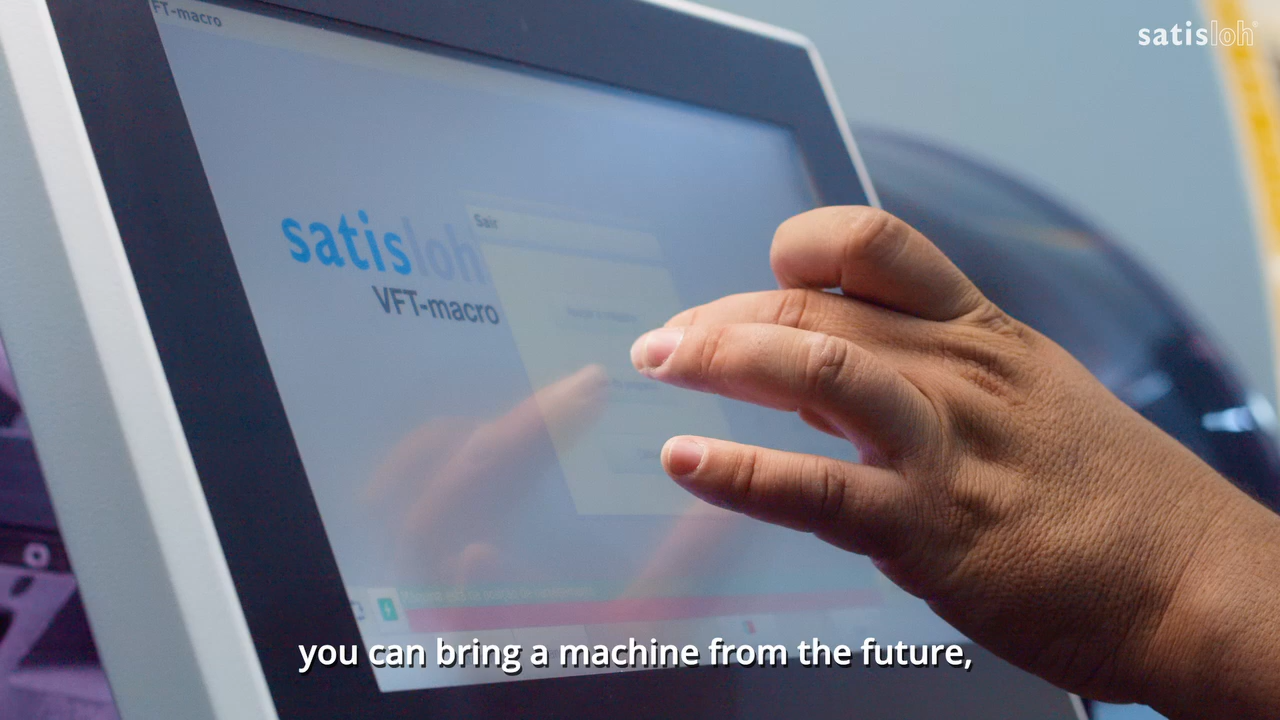 FT-macro
satisloh
satisloh
VFT-macro
Sair
you can bring a machine from the future,